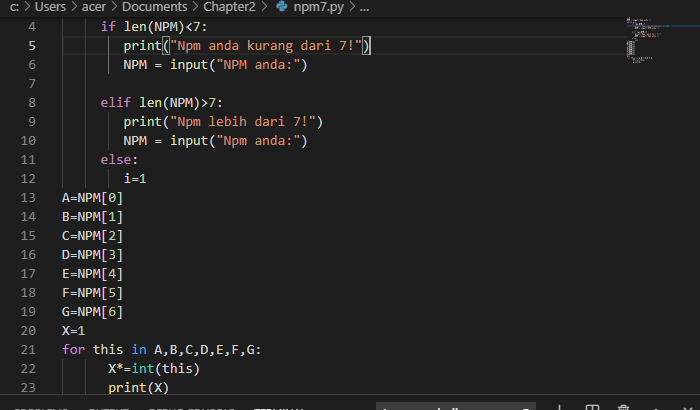 C: > Users > acer > Documents > Chapter2 > npm7.py > ...
4 if len(NPM)<7:
5 print("Npm anda kurang dari 7!")
6 NPM = input("NPM anda:")
7
8 elif len(NPM)>7:
9 print("Npm lebih dari 7!")
10 NPM = input("Npm anda:")
11 else:
12 i=1
13 A=NPM[0]
14 B=NPM[1]
15 C=NPM[2]
16 D=NPM[3]
17 E=NPM[4]
18 F=NPM[5]
19 G=NPM[6]
20 X=1
21 for this in A,B,C,D,E,F,G:
22 X*=int(this)
23 print(X)